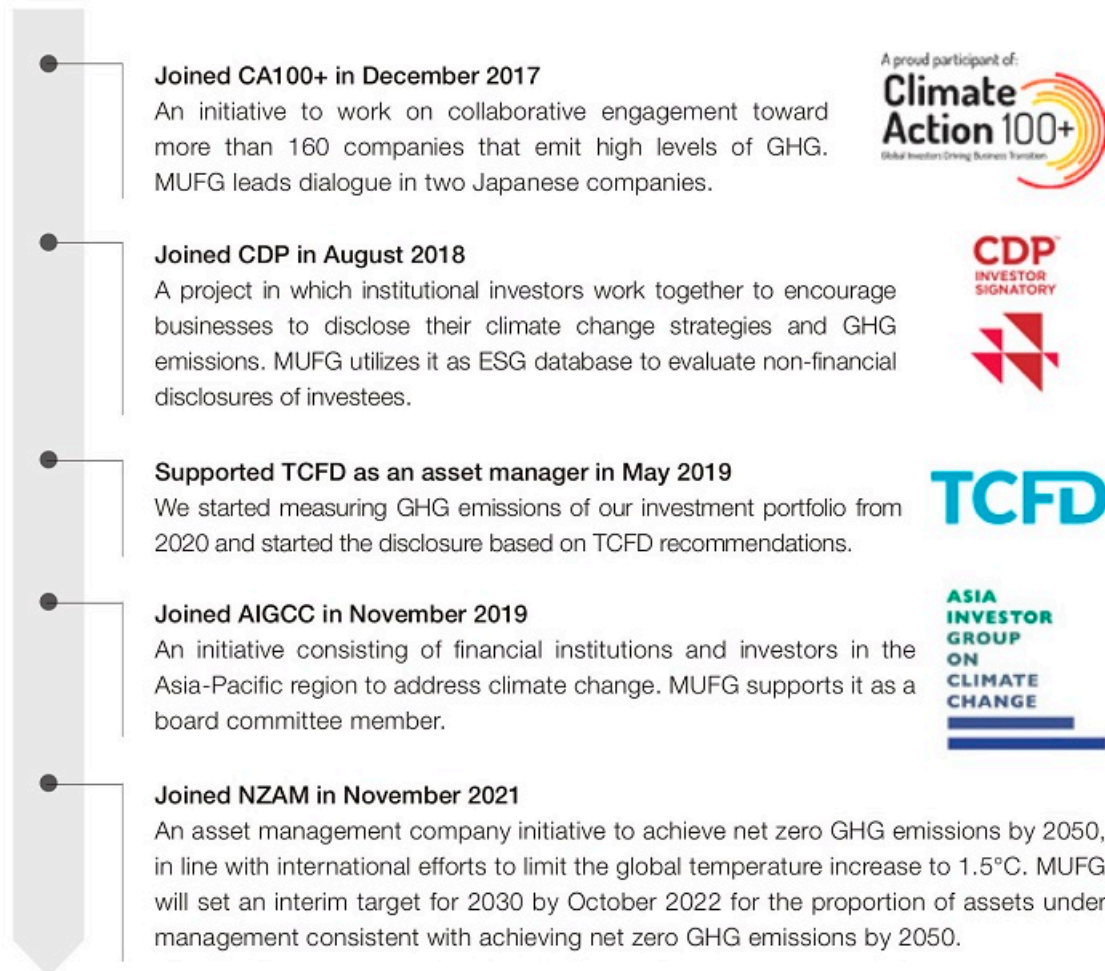 Joined CA100+ in December 2017
An initiative to work on collaborative engagement toward
more than 160 companies that emit high levels of GHG.
MUFG leads dialogue in two Japanese companies.
A proud participant of:
Climate
Action 100+
Global Investors Driving Business Transition
Joined CDP in August 2018
A project in which institutional investors work together to encourage
businesses to disclose their climate change strategies and GHG
emissions. MUFG utilizes it as ESG database to evaluate non-financial
disclosures of investees.
CDP™
INVESTOR
SIGNATORY
Supported TCFD as an asset manager in May 2019
We started measuring GHG emissions of our investment portfolio from
2020 and started the disclosure based on TCFD recommendations.
TCFD
Joined AIGCC in November 2019
An initiative consisting of financial institutions and investors in the
Asia-Pacific region to address climate change. MUFG supports it as a
board committee member.
ASIA
INVESTOR
GROUP
ON
CLIMATE
CHANGE
Joined NZAM in November 2021
An asset management company initiative to achieve net zero GHG emissions by 2050,
in line with international efforts to limit the global temperature increase to 1.5°C. MUFG
will set an interim target for 2030 by October 2022 for the proportion of assets under
management consistent with achieving net zero GHG emissions by 2050.